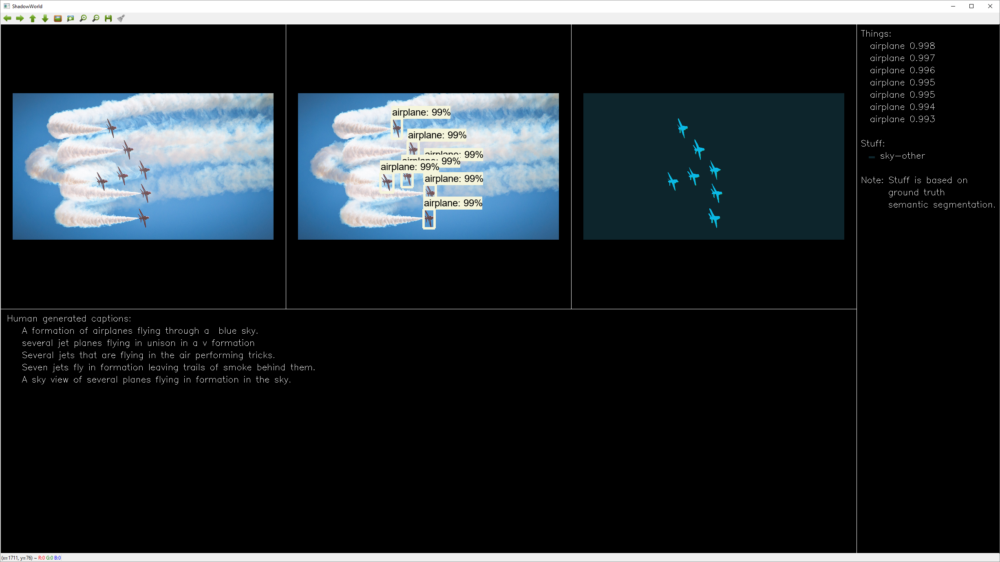 ShadowWorld
airplane: 99%
airplane: 99%
airplane: 99%
airplane: 99%
airplane: 99%
airplane: 99%
airplane: 99%
Things:
airplane 0.998
airplane 0.997
airplane 0.996
airplane 0.995
airplane 0.995
airplane 0.994
airplane 0.993
Stuff:
sky-other
Note: Stuff is based on
ground truth
semantic segmentation.
Human generated captions:
A formation of airplanes flying through a  blue sky.
several jet planes flying in unison in a v formation
Several jets that are flying in the air performing tricks.
Seven jets fly in formation leaving trails of smoke behind them.
A sky view of several planes flying in formation in the sky.
(x=1711, y=76) ~ R:0 G:0 B:0